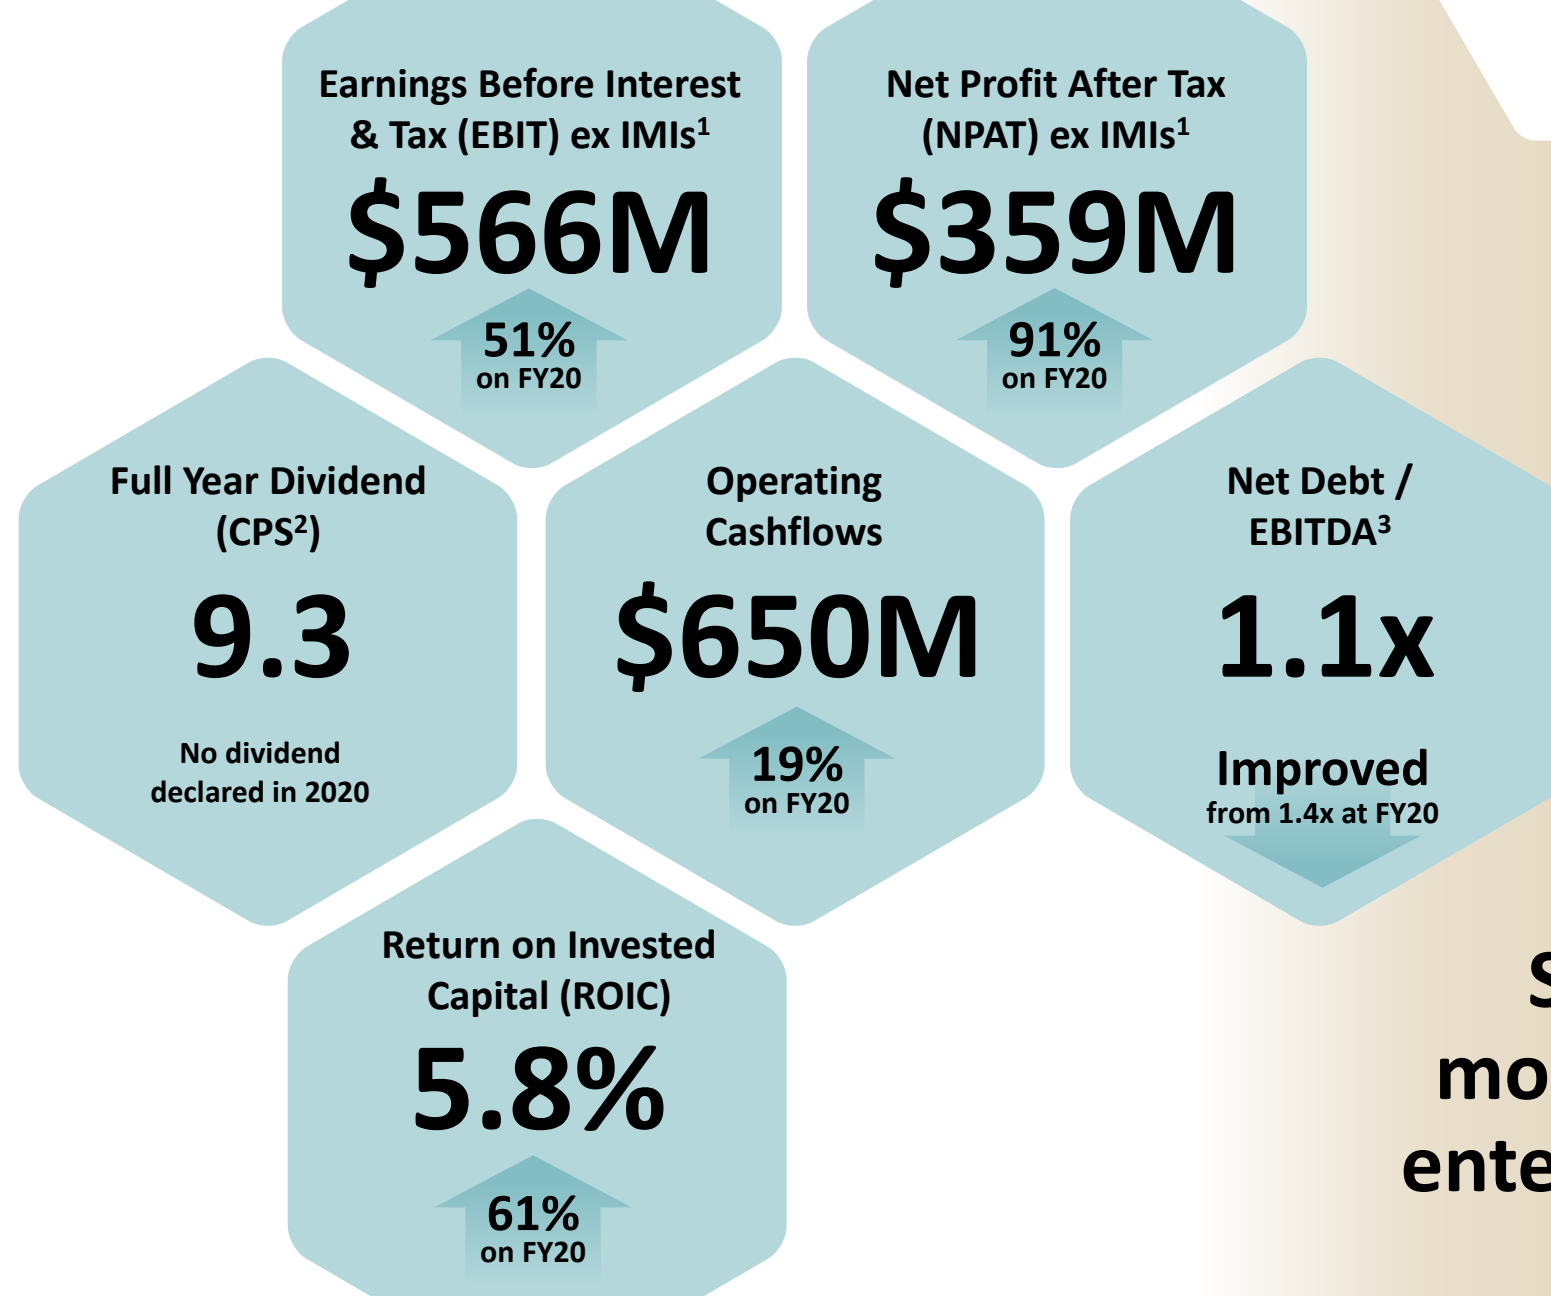 Earnings Before Interest
& Tax (EBIT) ex IMIs¹
$566M
51%
on FY20
Net Profit After Tax
(NPAT) ex IMIs¹
$359M
91%
on FY20
Full Year Dividend
(CPS²)
9.3
No dividend
declared in 2020
Operating
Cashflows
$650M
19%
on FY20
Net Debt /
EBITDA³
1.1x
Improved
from 1.4x at FY20
Return on Invested
Capital (ROIC)
5.8%
61%
on FY20